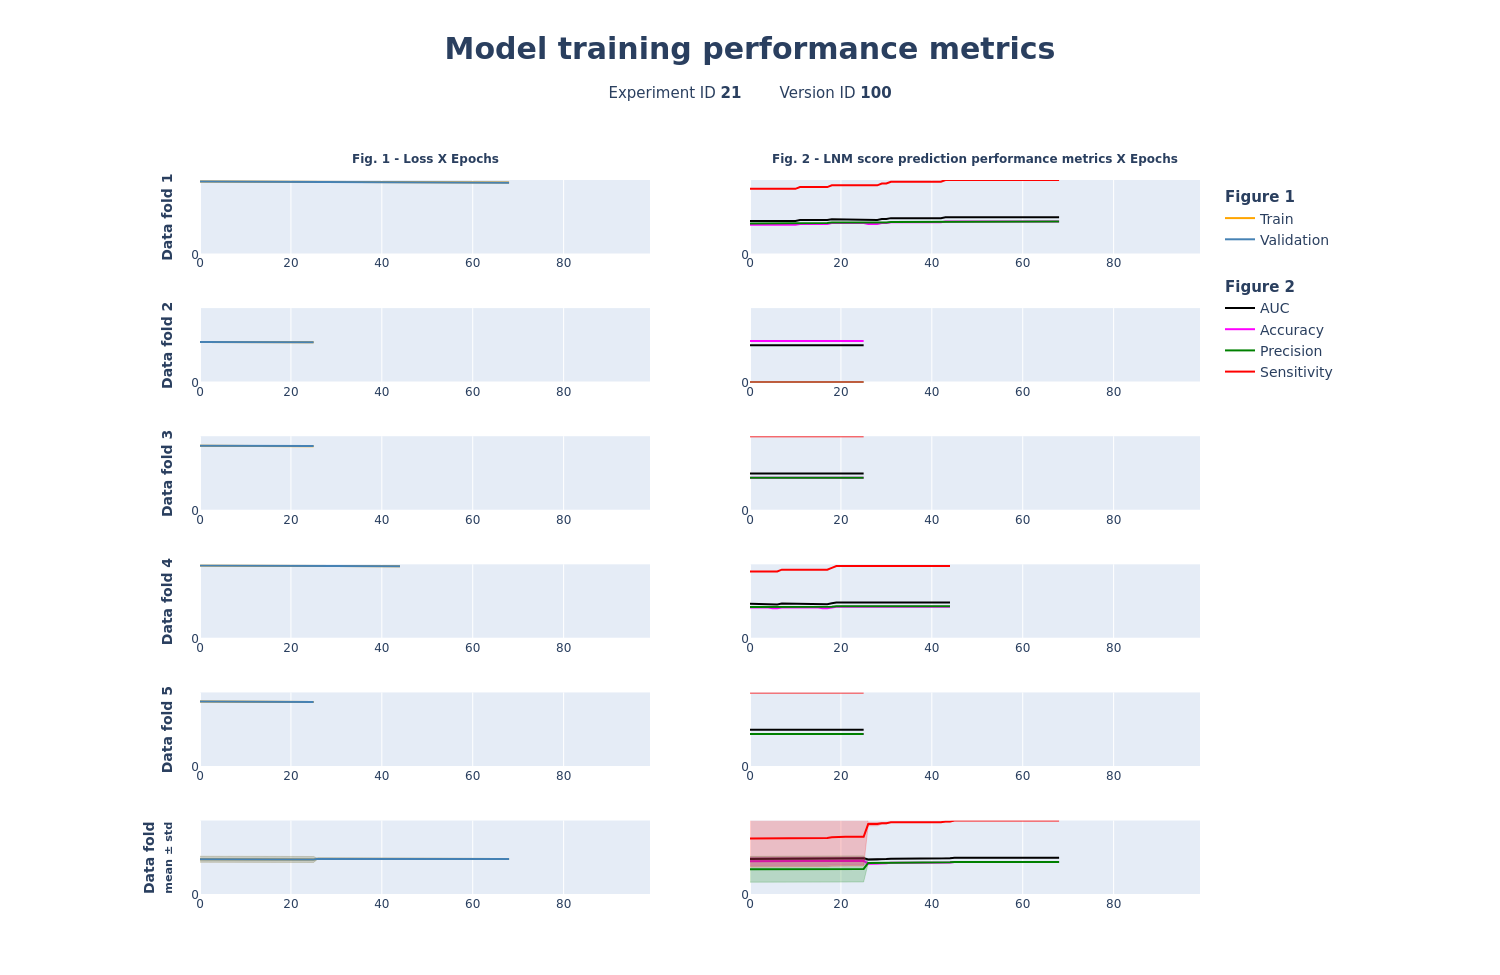 Model training performance metrics
Experiment ID 21 Version ID 100
Fig. 1 - Loss X Epochs
Fig. 2 - LNM score prediction performance metrics X Epochs
Data fold 1
0
0 20 40 60 80
0
0 20 40 60 80
Figure 1
Train
Validation
Figure 2
AUC
Accuracy
Precision
Sensitivity
Data fold 2
0
0 20 40 60 80
0
0 20 40 60 80
Data fold 3
0
0 20 40 60 80
0
0 20 40 60 80
Data fold 4
0
0 20 40 60 80
0
0 20 40 60 80
Data fold 5
0
0 20 40 60 80
0
0 20 40 60 80
Data fold
mean ± std
0
0 20 40 60 80
0
0 20 40 60 80